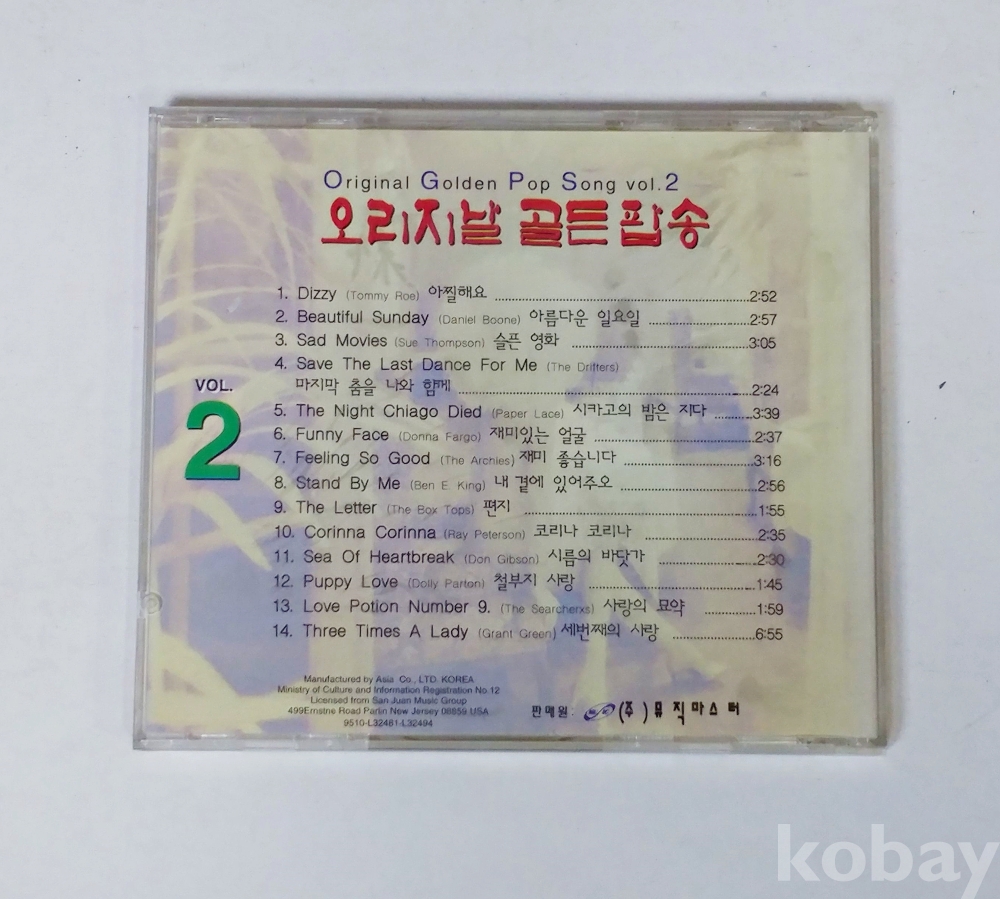 Original Golden Pop Song vol.2
오리지날 골든팝송
1. Dizzy (Tommy Roe) 아찔해요 2:52
2. Beautiful Sunday (Daniel Boone) 아름다운 일요일 2:57
3. Sad Movies (Sue Thompson) 슬픈 영화 3:05
4. Save The Last Dance For Me (The Drifters)
마지막 춤을 나와 함께 2:24
5. The Night Chiago Died (Paper Lace) 시카고의 밤은 지다 3:39
6. Funny Face (Donna Fargo) 재미있는 얼굴 2:37
7. Feeling So Good (The Archies) 재미 좋습니다 3:16
8. Stand By Me (Ben E. King) 내 곁에 있어주오 2:56
9. The Letter (The Box Tops) 편지 1:55
10. Corinna Corinna (Ray Peterson) 코리나 코리나 2:35
11. Sea Of Heartbreak (Don Gibson) 시름의 바닷가 2:30
12. Puppy Love (Dolly Parton) 철부지 사랑 1:45
13. Love Potion Number 9. (The Searcherxs) 사랑의 묘약 1:59
14. Three Times A Lady (Grant Green) 세번째의 사랑 6:55
VOL.
2
Manufactured by Asia Co., LTD. KOREA
Ministry of Culture and Information Registration No.12
Licensed from San Juan Music Group
499Ernstne Road Parlin New Jersey 08859 USA
9510-L32481-L32494
판매원: (주)뮤직마스터
kobay